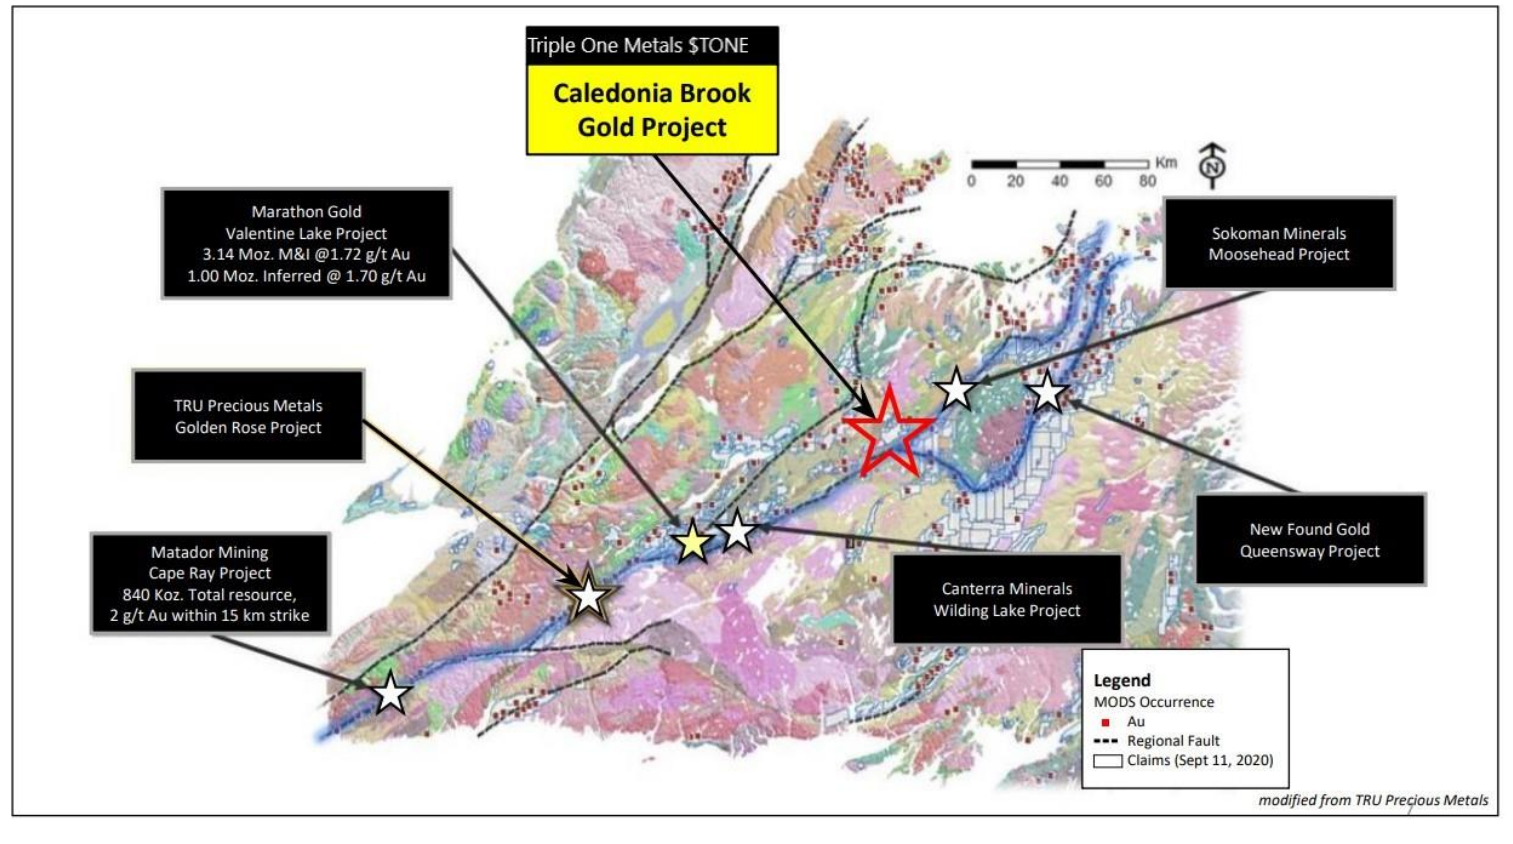 Triple One Metals $TONE
Caledonia Brook
Gold Project
Km
0 20 40 60 80
N
Marathon Gold
Valentine Lake Project
3.14 Moz. M&I @1.72 g/t Au
1.00 Moz. Inferred @ 1.70 g/t Au
Sokoman Minerals
Moosehead Project
TRU Precious Metals
Golden Rose Project
New Found Gold
Queensway Project
Matador Mining
Cape Ray Project
840 Koz. Total resource,
2 g/t Au within 15 km strike
Canterra Minerals
Wilding Lake Project
Legend
MODS Occurrence
Au
Regional Fault
Claims (Sept 11, 2020)
modified from TRU Precious Metals